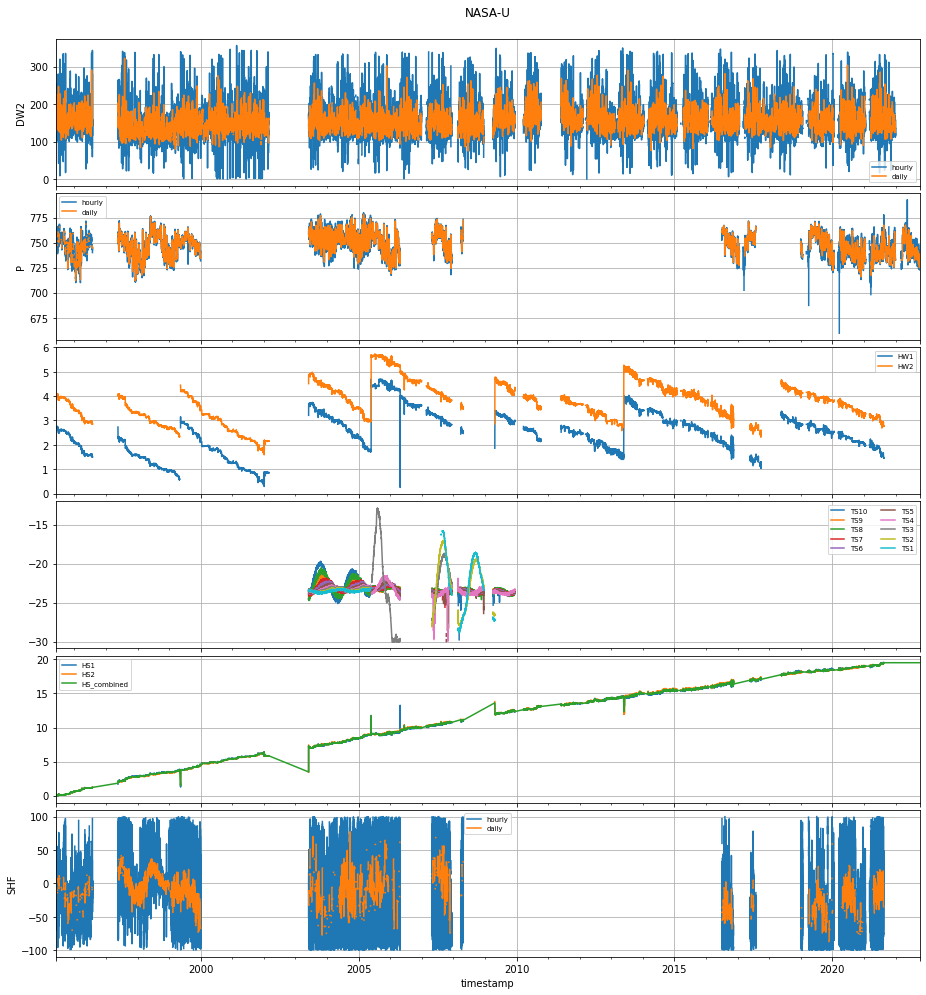 NASA-U
300
200
100
0
DW2
hourly
daily
775
750
725
700
675
P
hourly
daily
6
5
4
3
2
1
0
HW1
HW2
−15
−20
−25
−30
TS10 TS5
TS9 TS4
TS8 TS3
TS7 TS2
TS6 TS1
20
15
10
5
0
HS1
HS2
HS_combined
100
50
0
−50
−100
SHF
hourly
daily
2000 2005 2010 2015 2020
timestamp